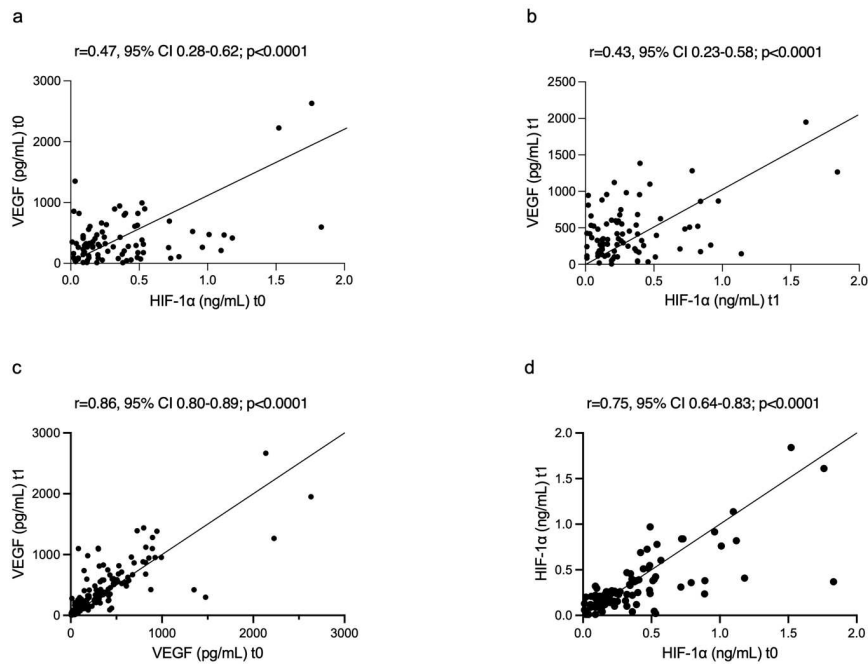 a
r=0.47, 95% CI 0.28-0.62; p<0.0001
VEGF (pg/mL) t0
3000
2000
1000
0
0.0 0.5 1.0 1.5 2.0
HIF-1α (ng/mL) t0
b
r=0.43, 95% CI 0.23-0.58; p<0.0001
VEGF (pg/mL) t1
2500
2000
1500
1000
500
0
0.0 0.5 1.0 1.5 2.0
HIF-1α (ng/mL) t1
c
r=0.86, 95% CI 0.80-0.89; p<0.0001
VEGF (pg/mL) t1
3000
2000
1000
0
0 1000 2000 3000
VEGF (pg/mL) t0
d
r=0.75, 95% CI 0.64-0.83; p<0.0001
HIF-1α (ng/mL) t1
2.0
1.5
1.0
0.5
0.0
0.0 0.5 1.0 1.5 2.0
HIF-1α (ng/mL) t0